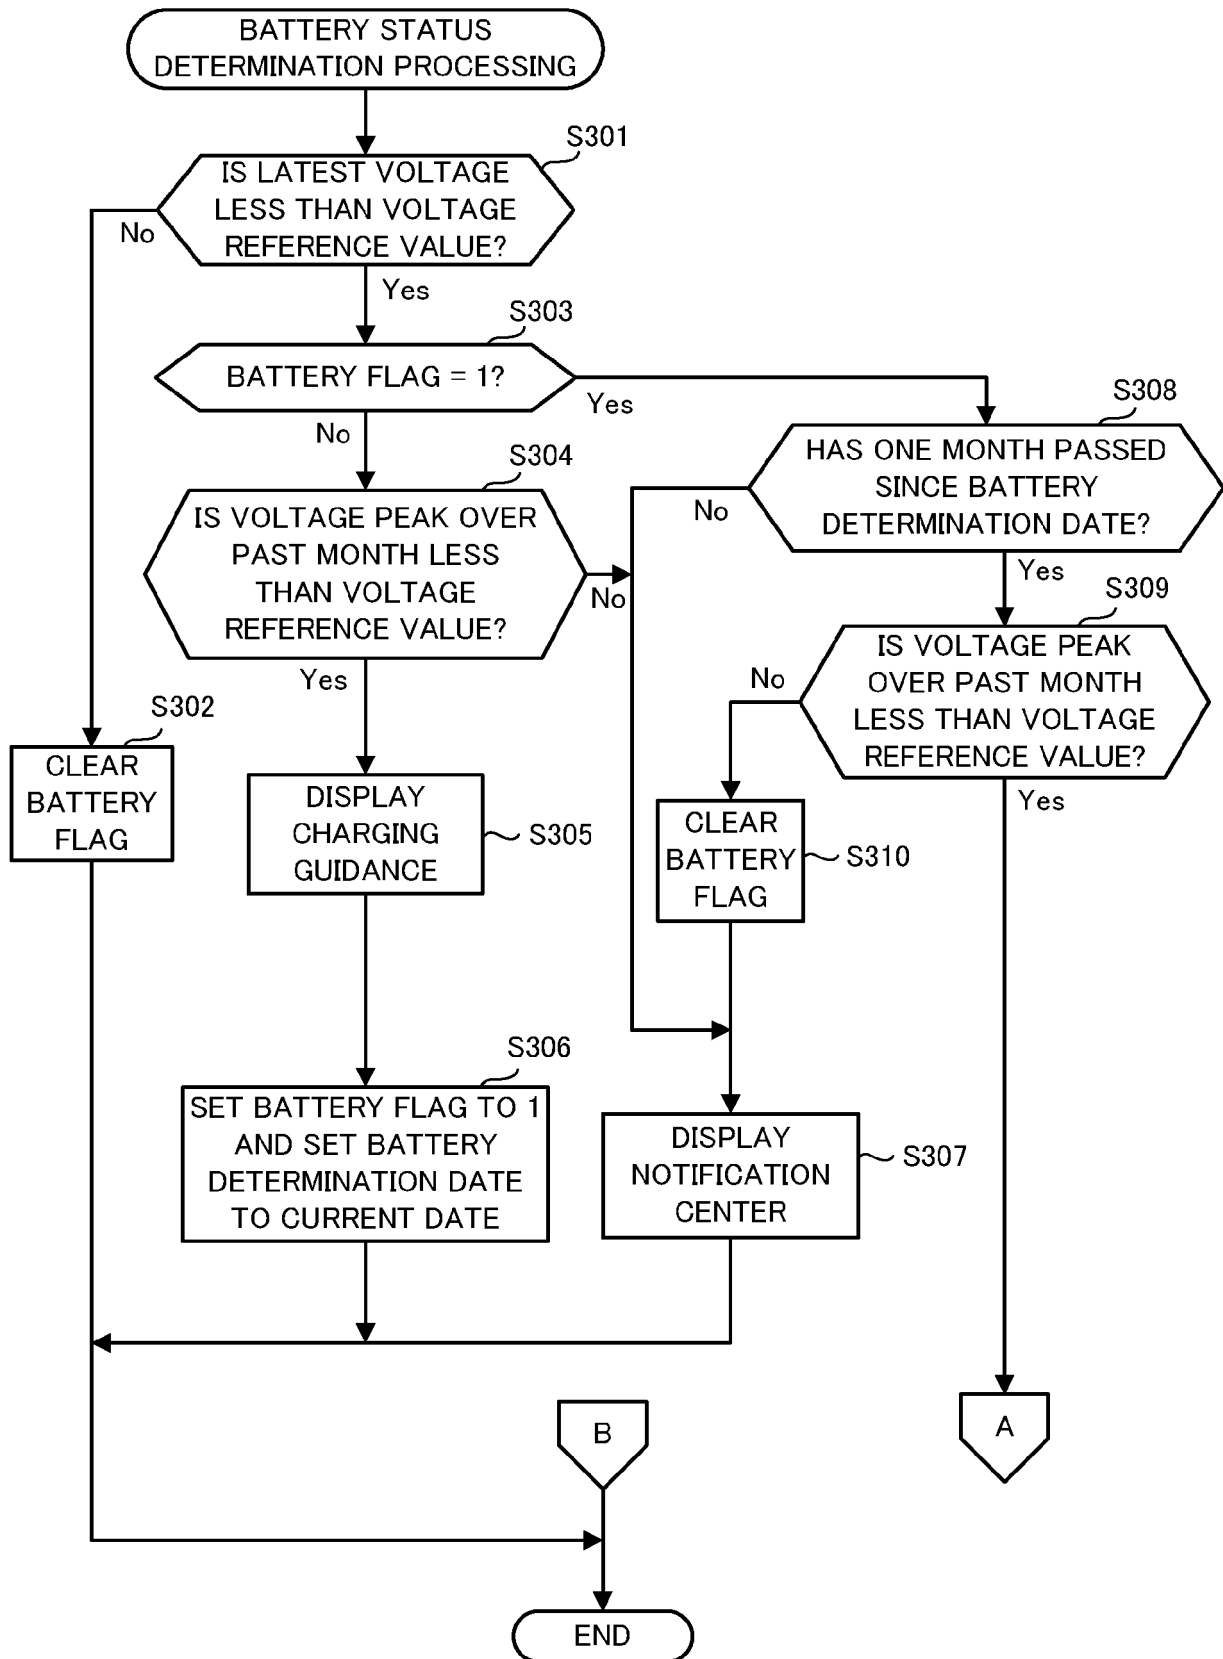 BATTERY STATUS
DETERMINATION PROCESSING
S301
IS LATEST VOLTAGE
LESS THAN VOLTAGE
REFERENCE VALUE?
No
Yes
S303
BATTERY FLAG = 1?
Yes
No
S308
HAS ONE MONTH PASSED
SINCE BATTERY
DETERMINATION DATE?
No
Yes
S304
IS VOLTAGE PEAK OVER
PAST MONTH LESS
THAN VOLTAGE
REFERENCE VALUE?
No
Yes
S309
IS VOLTAGE PEAK
OVER PAST MONTH
LESS THAN VOLTAGE
REFERENCE VALUE?
No
Yes
S302
CLEAR
BATTERY
FLAG
DISPLAY
CHARGING
GUIDANCE
S305
CLEAR
BATTERY
FLAG
S310
S306
SET BATTERY FLAG TO 1
AND SET BATTERY
DETERMINATION DATE
TO CURRENT DATE
DISPLAY
NOTIFICATION
CENTER
S307
B
A
END